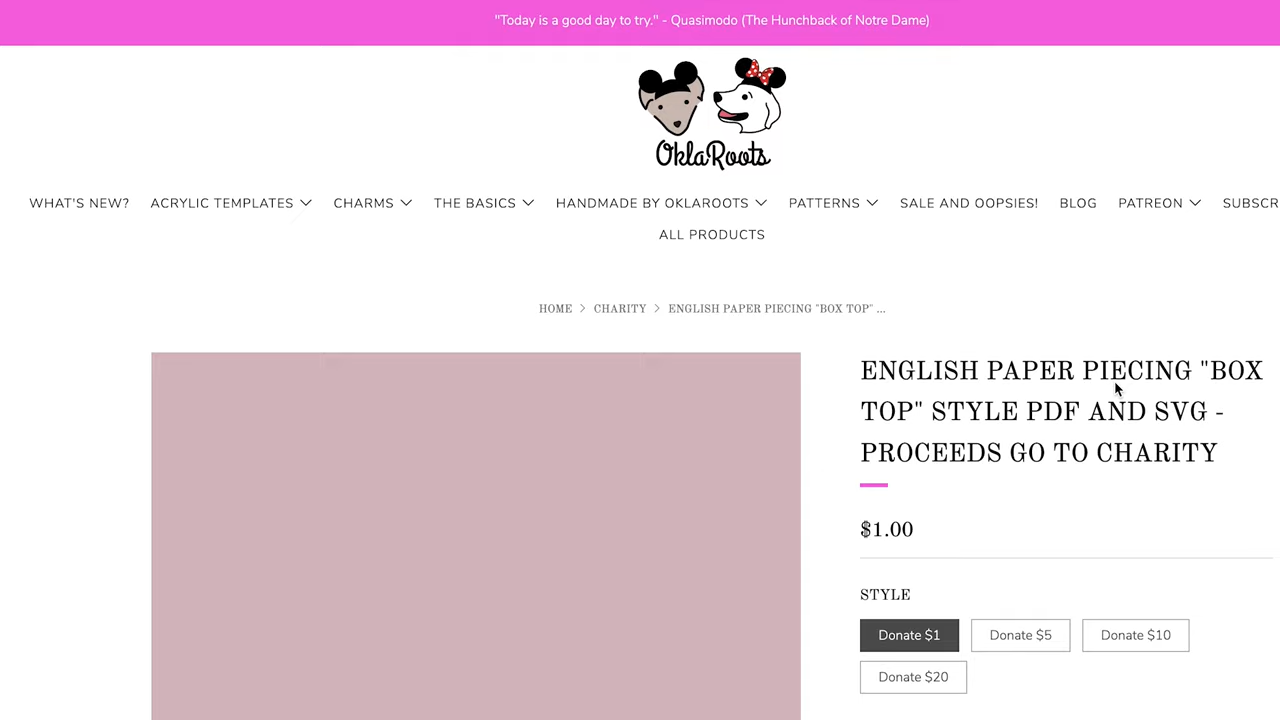 "Today is a good day to try." - Quasimodo (The Hunchback of Notre Dame)
OklaRoots
WHAT'S NEW? ACRYLIC TEMPLATES CHARMS THE BASICS HANDMADE BY OKLAROOTS PATTERNS SALE AND OOPSIES! BLOG PATREON SUBSCR
ALL PRODUCTS
HOME > CHARITY > ENGLISH PAPER PIECING "BOX TOP" ...
ENGLISH PAPER PIECING "BOX
TOP" STYLE PDF AND SVG -
PROCEEDS GO TO CHARITY
$1.00
STYLE
Donate $1 Donate $5 Donate $10
Donate $20